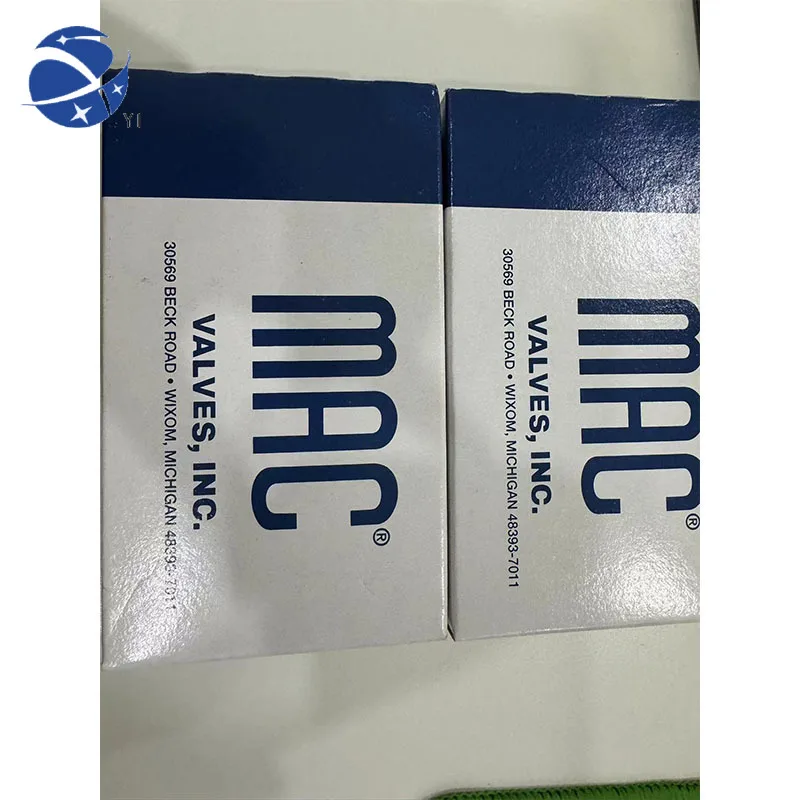 YI
MAC®
VALVES, INC.
30569 BECK ROAD • WIXOM, MICHIGAN 48393-7011
MAC®
VALVES, INC.
30569 BECK ROAD • WIXOM, MICHIGAN 48393-7011